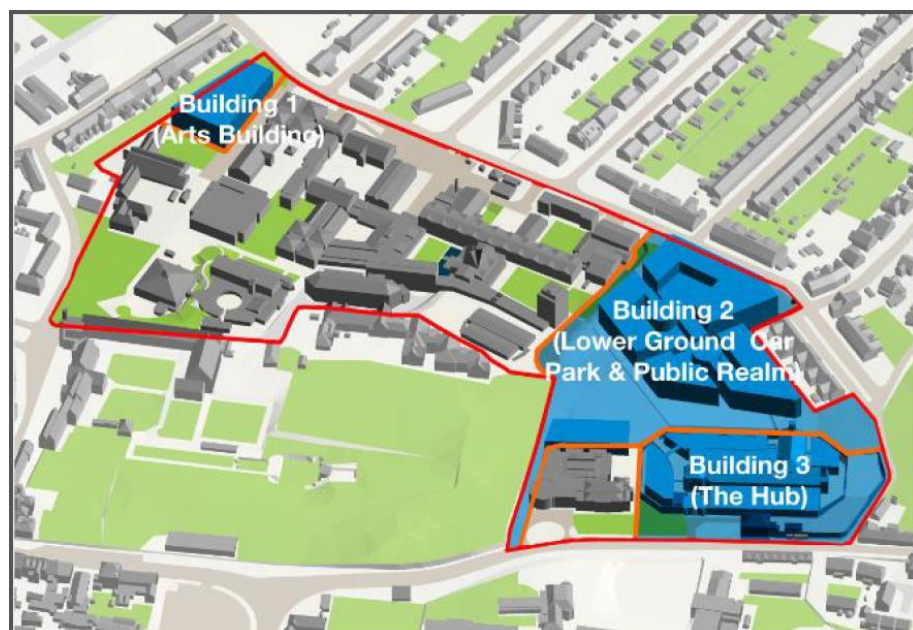 Building 1
(Arts Building)
Building 2
(Lower Ground Car
Park & Public Realm)
Building 3
(The Hub)